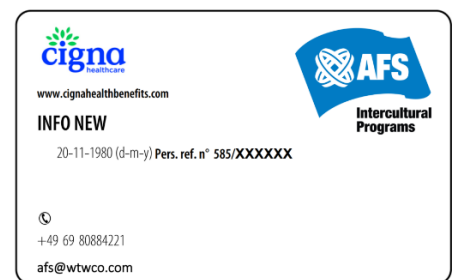 cigna
healthcare
www.cignahealthbenefits.com
AFS
Intercultural
Programs
INFO NEW
20-11-1980 (d-m-y) Pers. ref. n° 585/XXXXXX
+49 69 80884221
afs@wtwco.com